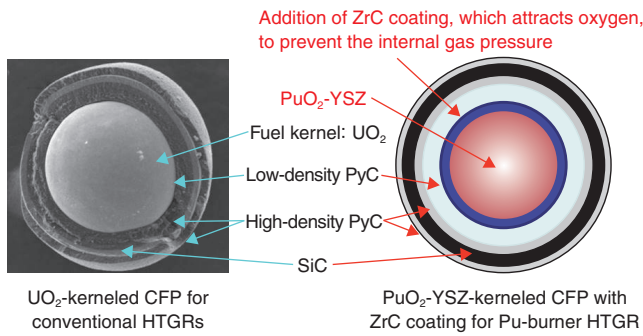 Addition of ZrC coating, which attracts oxygen,
to prevent the internal gas pressure
PuO₂-YSZ
Fuel kernel: UO₂
Low-density PyC
High-density PyC
SiC
UO₂-kerneled CFP for
conventional HTGRs
PuO₂-YSZ-kerneled CFP with
ZrC coating for Pu-burner HTGR